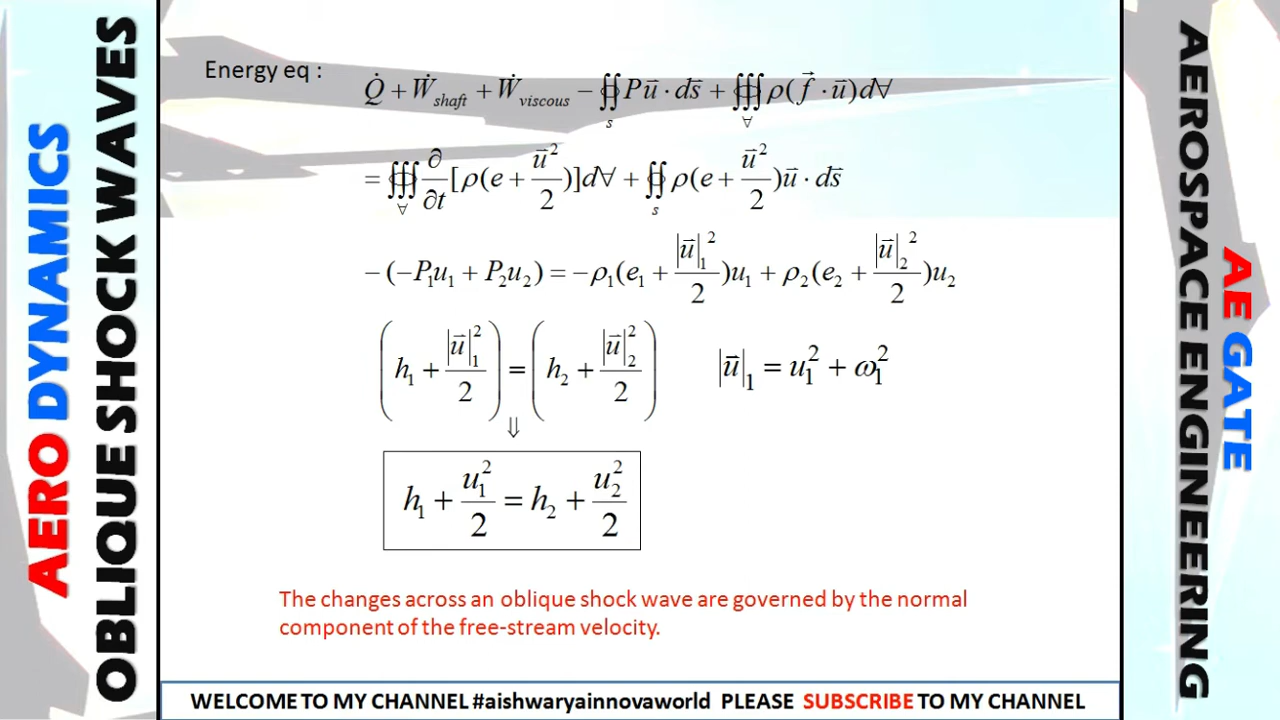 AERO DYNAMICS
OBLIQUE SHOCK WAVES
Energy eq :
Q̇ + Ẇ_shaft + Ẇ_viscous − ∯_s Pū · ds̄ + ∰_∀ ρ(f⃗ · ū)d∀
= ∰_∀ ∂/∂t [ρ(e + ū²/2)]d∀ + ∯_s ρ(e + ū²/2)ū · ds̄
− (−P₁u₁ + P₂u₂) = −ρ₁(e₁ + |ū|₁²/2)u₁ + ρ₂(e₂ + |ū|₂²/2)u₂
(h₁ + |ū|₁²/2) = (h₂ + |ū|₂²/2) |ū|₁ = u₁² + ω₁²
⇓
h₁ + u₁²/2 = h₂ + u₂²/2
The changes across an oblique shock wave are governed by the normal
component of the free-stream velocity.
AEROSPACE ENGINEERING
AE GATE
WELCOME TO MY CHANNEL #aishwaryainnovaworld PLEASE SUBSCRIBE TO MY CHANNEL